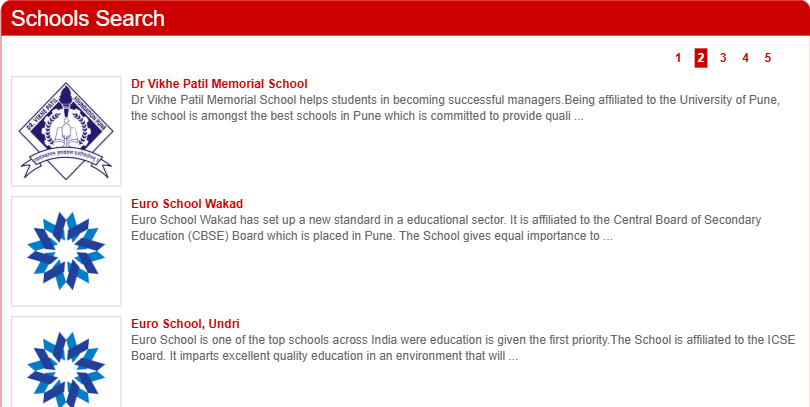 Schools Search
1 2 3 4 5
Dr Vikhe Patil Memorial School
Dr Vikhe Patil Memorial School helps students in becoming successful managers.Being affiliated to the University of Pune,
the school is amongst the best schools in Pune which is committed to provide quali ...
DR. VIKHE PATIL FOUNDATION PUNE
Euro School Wakad
Euro School Wakad has set up a new standard in a educational sector. It is affiliated to the Central Board of Secondary
Education (CBSE) Board which is placed in Pune. The School gives equal importance to ...
Euro School, Undri
Euro School is one of the top schools across India were education is given the first priority.The School is affiliated to the ICSE
Board. It imparts excellent quality education in an environment that will ...